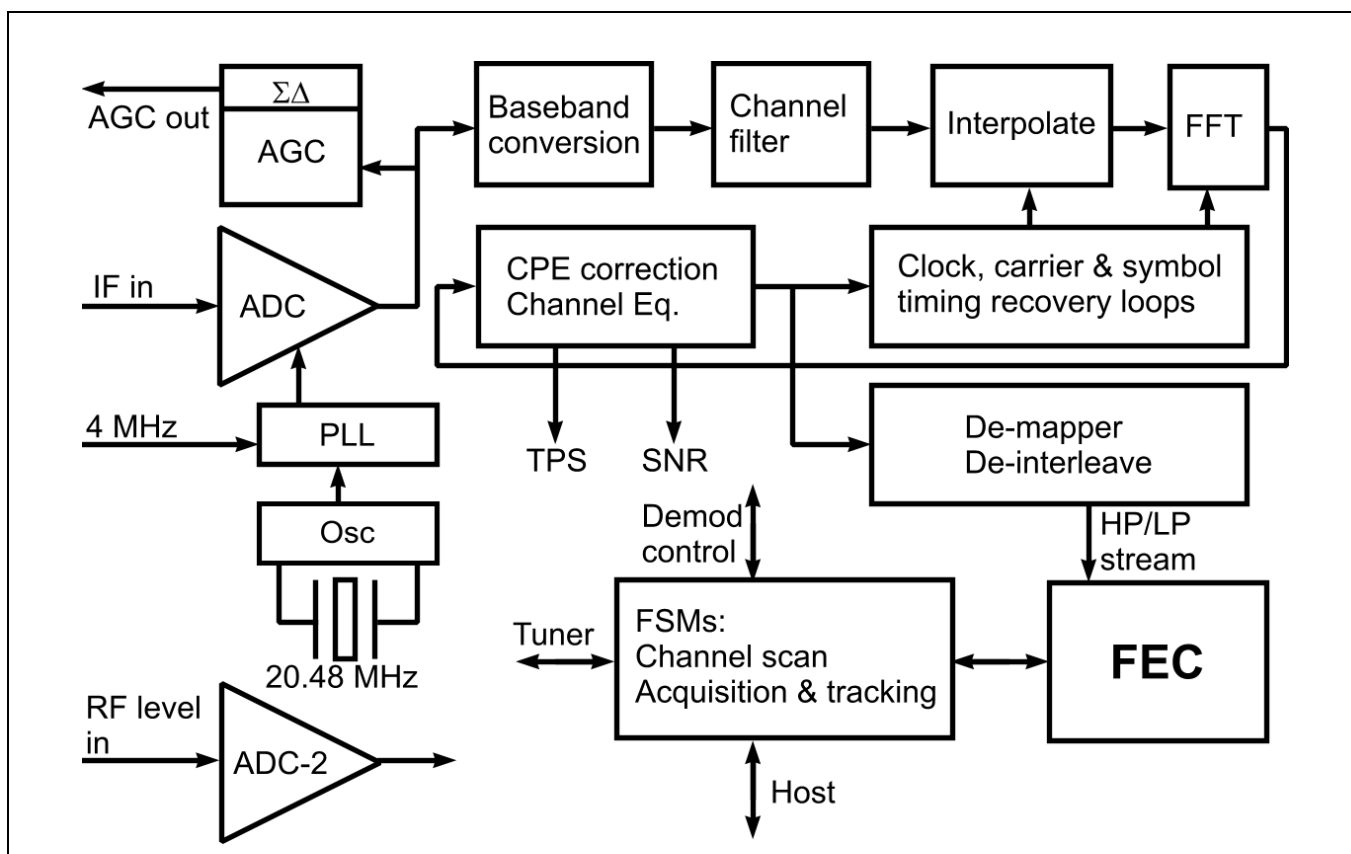 ΣΔ
AGC out
AGC
Baseband
conversion
Channel
filter
Interpolate
FFT
IF in
ADC
CPE correction
Channel Eq.
Clock, carrier & symbol
timing recovery loops
4 MHz
PLL
TPS
SNR
De-mapper
De-interleave
Osc
Demod
control
HP/LP
stream
20.48 MHz
Tuner
FSMs:
Channel scan
Acquisition & tracking
FEC
RF level
in
ADC-2
Host